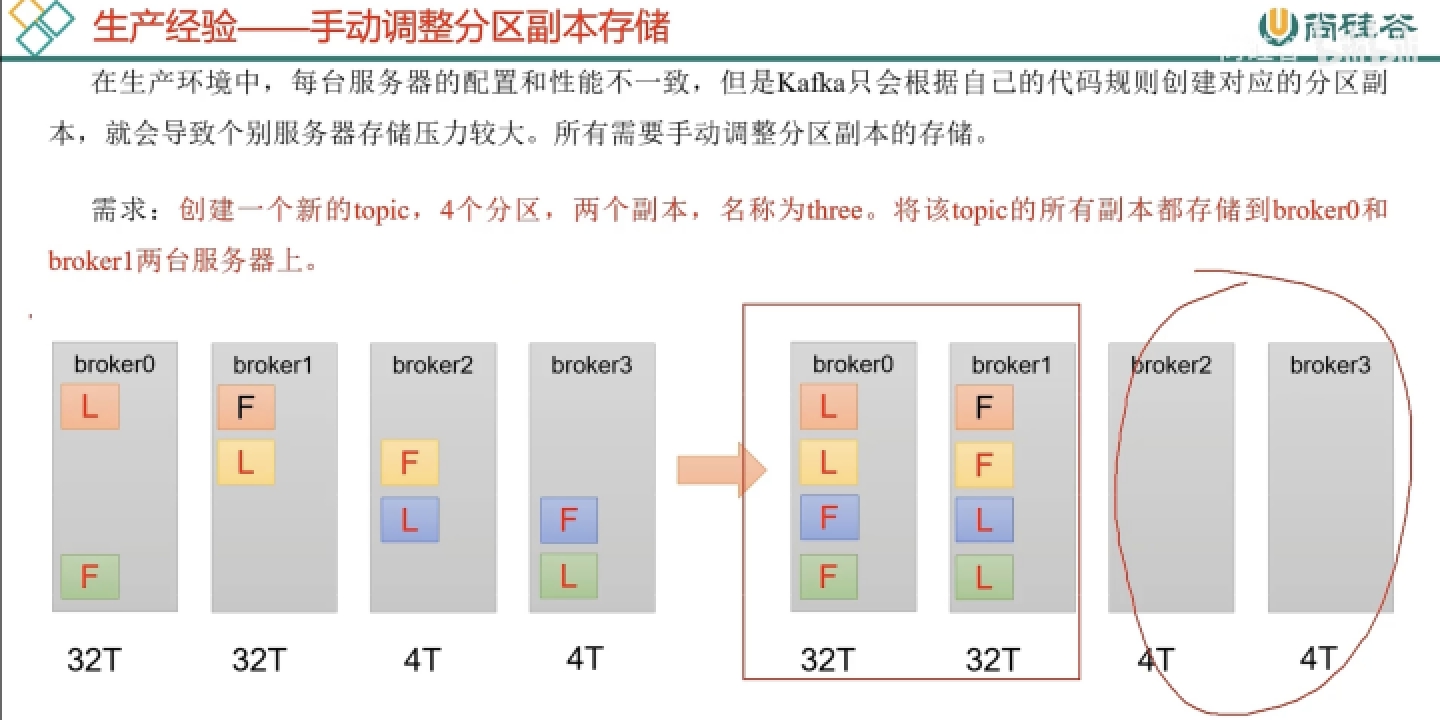 生产经验——手动调整分区副本存储
尚硅谷
在生产环境中，每台服务器的配置和性能不一致，但是Kafka只会根据自己的代码规则创建对应的分区副
本，就会导致个别服务器存储压力较大。所有需要手动调整分区副本的存储。
需求：创建一个新的topic，4个分区，两个副本，名称为three。将该topic的所有副本都存储到broker0和
broker1两台服务器上。
broker0 broker1 broker2 broker3 broker0 broker1 broker2 broker3
L F L F
L F L F
L F F L
F L F L
32T 32T 4T 4T 32T 32T 4T 4T